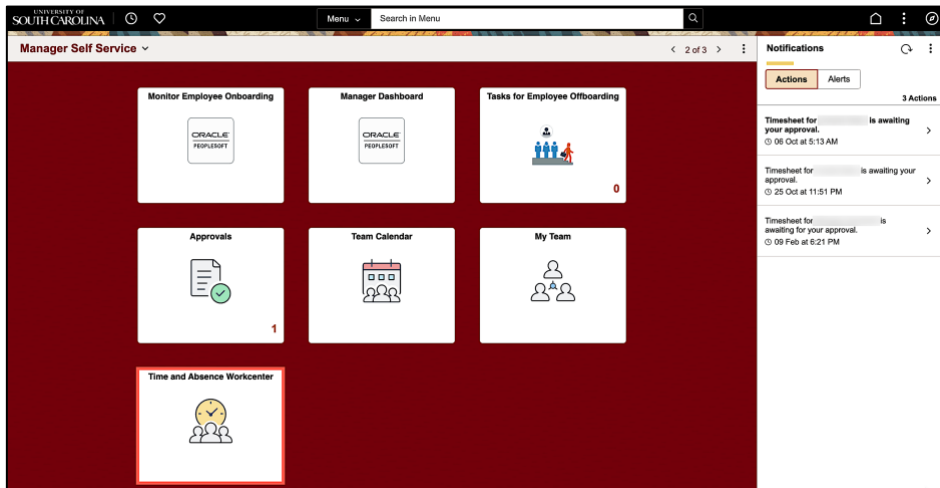 UNIVERSITY OF
SOUTH CAROLINA
Menu
Search in Menu
Manager Self Service
2 of 3
Notifications
Actions
Alerts
3 Actions
Monitor Employee Onboarding
ORACLE
PEOPLESOFT
Manager Dashboard
ORACLE
PEOPLESOFT
Tasks for Employee Offboarding
0
Timesheet for is awaiting
your approval.
06 Oct at 5:13 AM
Timesheet for is awaiting your
approval.
25 Oct at 11:51 PM
Timesheet for is
awaiting for your approval.
09 Feb at 6:21 PM
Approvals
1
Team Calendar
My Team
Time and Absence Workcenter